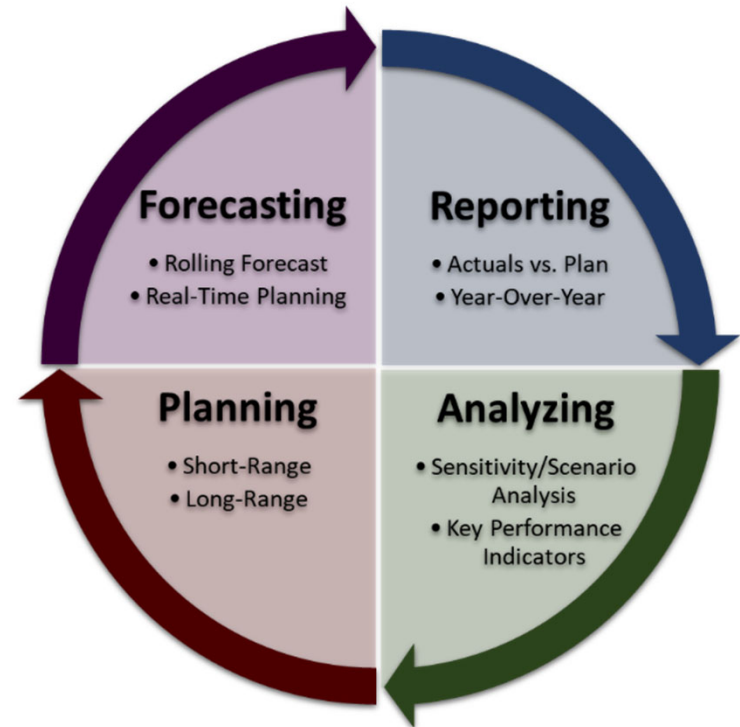 Forecasting
• Rolling Forecast
• Real-Time Planning
Reporting
• Actuals vs. Plan
• Year-Over-Year
Planning
• Short-Range
• Long-Range
Analyzing
• Sensitivity/Scenario
Analysis
• Key Performance
Indicators